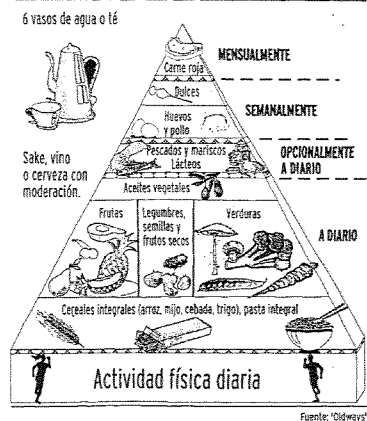 6 vasos de agua o té
MENSUALMENTE
Carne roja
Dulces
SEMANALMENTE
Huevos
y pollo
OPCIONALMENTE
A DIARIO
Pescados y mariscos
Lácteos
Sake, vino
o cerveza con
moderación.
Aceites vegetales
Frutas
Legumbres,
semillas y
frutos secos
Verduras
A DIARIO
Cereales integrales (arroz, mijo, cebada, trigo), pasta integral
Actividad física diaria
Fuente: 'Oldways'